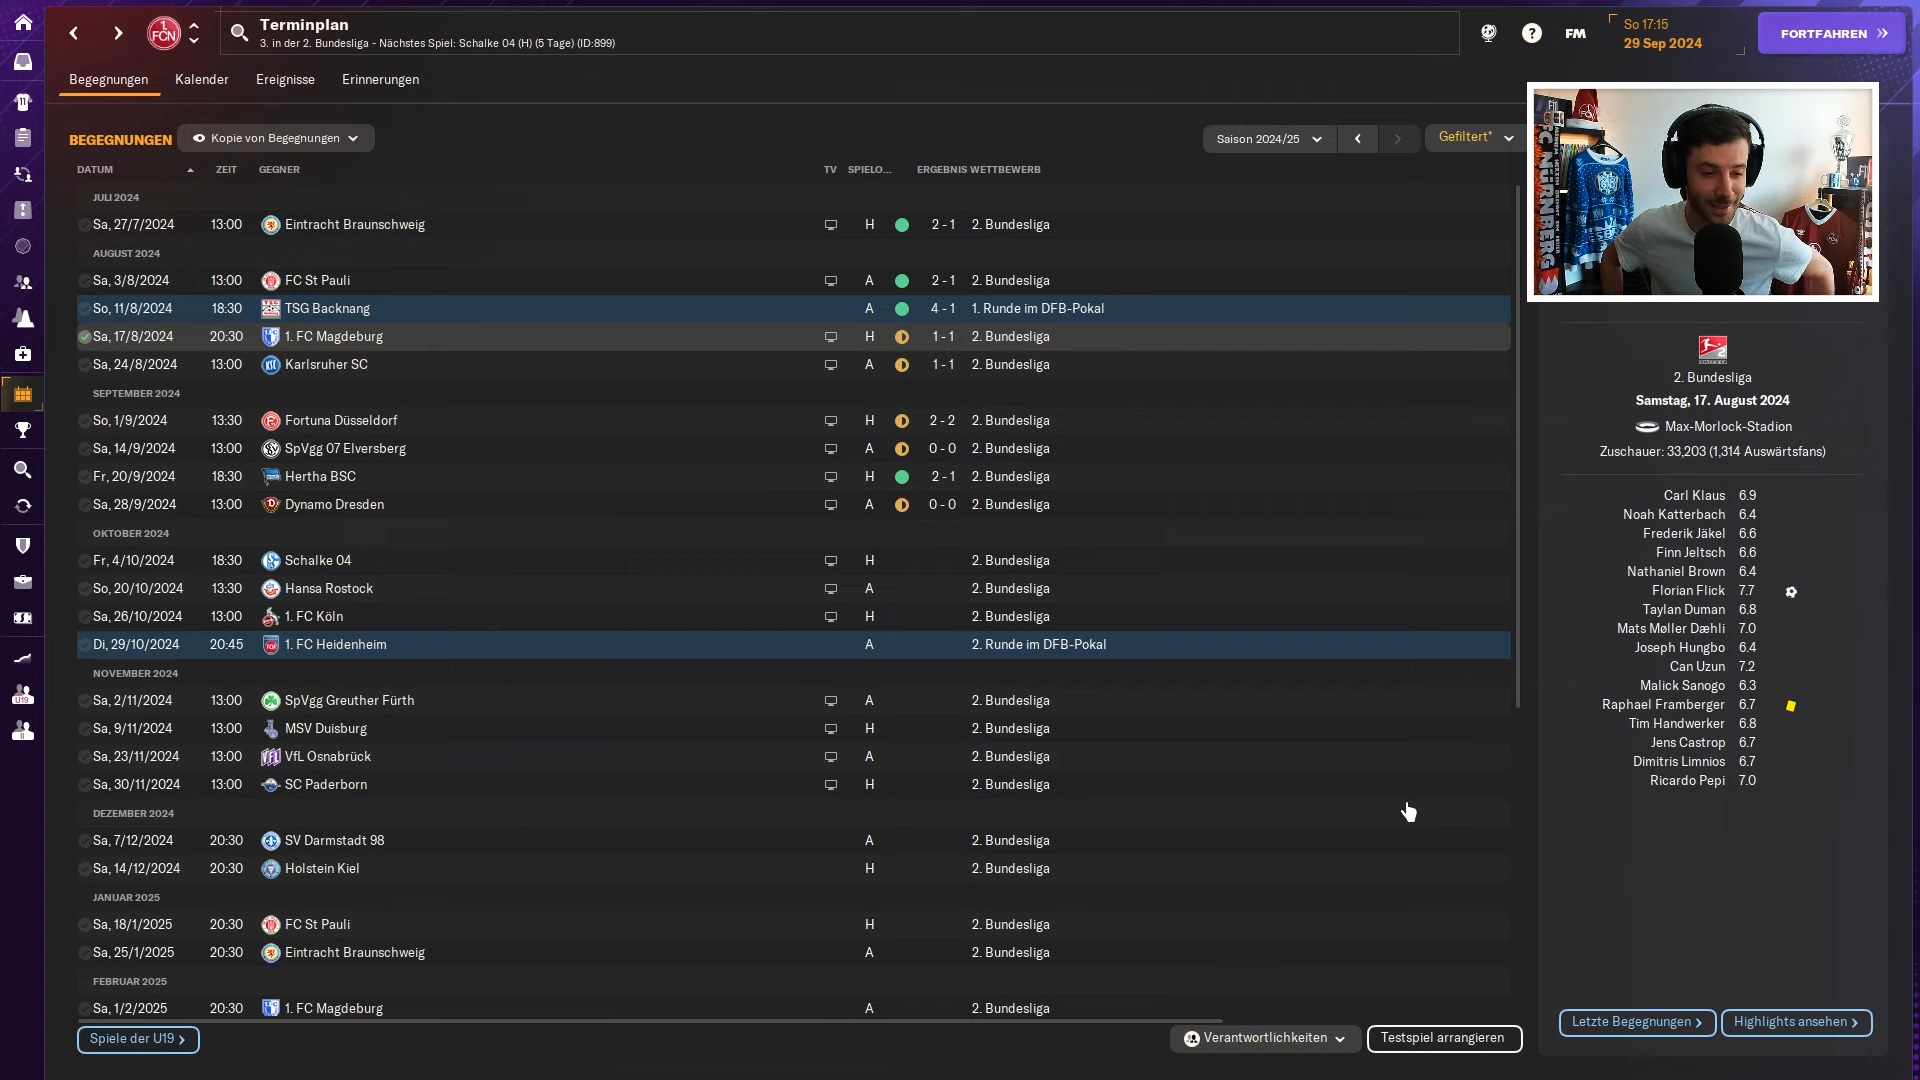 Terminplan
3. in der 2. Bundesliga - Nächstes Spiel: Schalke 04 (H) (5 Tage) (ID:899)
FM
So 17:15
29 Sep 2024
FORTFAHREN
Begegnungen Kalender Ereignisse Erinnerungen
BEGEGNUNGEN Kopie von Begegnungen Saison 2024/25 Gefiltert*
DATUM ZEIT GEGNER TV SPIELO... ERGEBNIS WETTBEWERB
JULI 2024
Sa, 27/7/2024 13:00 Eintracht Braunschweig H 2 - 1 2. Bundesliga
AUGUST 2024
Sa, 3/8/2024 13:00 FC St Pauli A 2 - 1 2. Bundesliga
So, 11/8/2024 18:30 TSG Backnang A 4 - 1 1. Runde im DFB-Pokal
Sa, 17/8/2024 20:30 1. FC Magdeburg H 1 - 1 2. Bundesliga
Sa, 24/8/2024 13:00 Karlsruher SC A 1 - 1 2. Bundesliga
SEPTEMBER 2024
So, 1/9/2024 13:30 Fortuna Düsseldorf H 2 - 2 2. Bundesliga
Sa, 14/9/2024 13:00 SpVgg 07 Elversberg A 0 - 0 2. Bundesliga
Fr, 20/9/2024 18:30 Hertha BSC H 2 - 1 2. Bundesliga
Sa, 28/9/2024 13:00 Dynamo Dresden A 0 - 0 2. Bundesliga
OKTOBER 2024
Fr, 4/10/2024 18:30 Schalke 04 H 2. Bundesliga
So, 20/10/2024 13:30 Hansa Rostock A 2. Bundesliga
Sa, 26/10/2024 13:00 1. FC Köln H 2. Bundesliga
Di, 29/10/2024 20:45 1. FC Heidenheim A 2. Runde im DFB-Pokal
NOVEMBER 2024
Sa, 2/11/2024 13:00 SpVgg Greuther Fürth A 2. Bundesliga
Sa, 9/11/2024 13:00 MSV Duisburg H 2. Bundesliga
Sa, 23/11/2024 13:00 VfL Osnabrück A 2. Bundesliga
Sa, 30/11/2024 13:00 SC Paderborn H 2. Bundesliga
DEZEMBER 2024
Sa, 7/12/2024 20:30 SV Darmstadt 98 A 2. Bundesliga
Sa, 14/12/2024 20:30 Holstein Kiel H 2. Bundesliga
JANUAR 2025
Sa, 18/1/2025 20:30 FC St Pauli H 2. Bundesliga
Sa, 25/1/2025 20:30 Eintracht Braunschweig A 2. Bundesliga
FEBRUAR 2025
Sa, 1/2/2025 20:30 1. FC Magdeburg A 2. Bundesliga
Spiele der U19
Verantwortlichkeiten
Testspiel arrangieren
FC NÜRNBERG
2. Bundesliga
Samstag, 17. August 2024
Max-Morlock-Stadion
Zuschauer: 33,203 (1,314 Auswärtsfans)
Carl Klaus 6.9
Noah Katterbach 6.4
Frederik Jäkel 6.6
Finn Jeltsch 6.6
Nathaniel Brown 6.4
Florian Flick 7.7
Taylan Duman 6.8
Mats Møller Dæhli 7.0
Joseph Hungbo 6.4
Can Uzun 7.2
Malick Sanogo 6.3
Raphael Framberger 6.7
Tim Handwerker 6.8
Jens Castrop 6.7
Dimitris Limnios 6.7
Ricardo Pepi 7.0
Letzte Begegnungen
Highlights ansehen
1.
FCN
11
U19
II